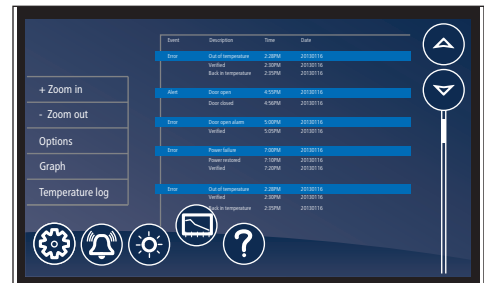 Event Description Time Date
Error Out of temperature 2:28PM 20130116
Verified 2:30PM 20130116
Back in temperature 2:35PM 20130116
Alert Door open 4:55PM 20130116
Door closed 4:56PM 20130116
Error Door open alarm 5:00PM 20130116
Verified 5:05PM 20130116
Error Power failure 7:00PM 20130116
Power restored 7:10PM 20130116
Verified 7:20PM 20130116
Error Out of temperature 2:28PM 20130116
Verified 2:30PM 20130116
Back in temperature 2:35PM 20130116
+ Zoom in
- Zoom out
Options
Graph
Temperature log
?